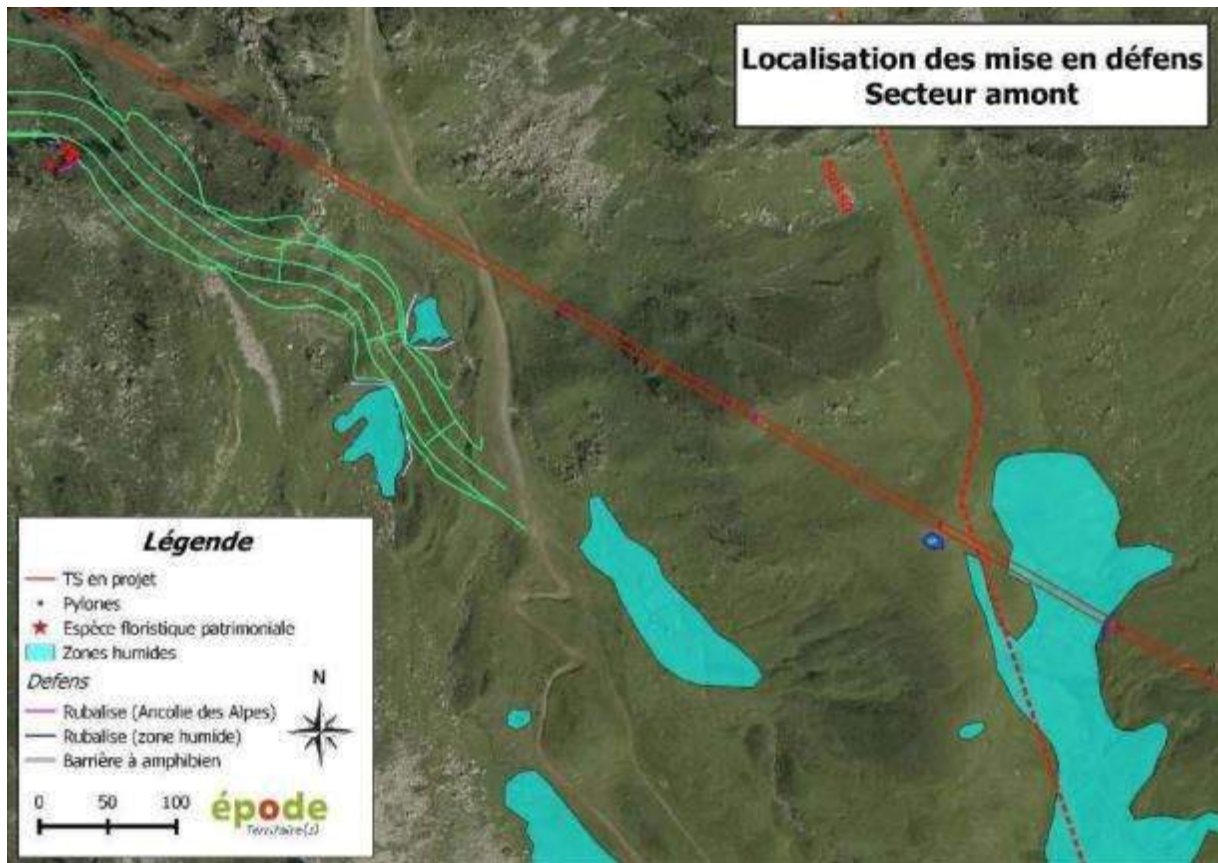 Localisation des mise en défens
Secteur amont
Légende
TS en projet
Pylones
Espèce floristique patrimoniale
Zones humides
Defens
N
Rubalise (Ancolie des Alpes)
Rubalise (zone humide)
Barrière à amphibien
0 50 100
épode
Territoire(s)